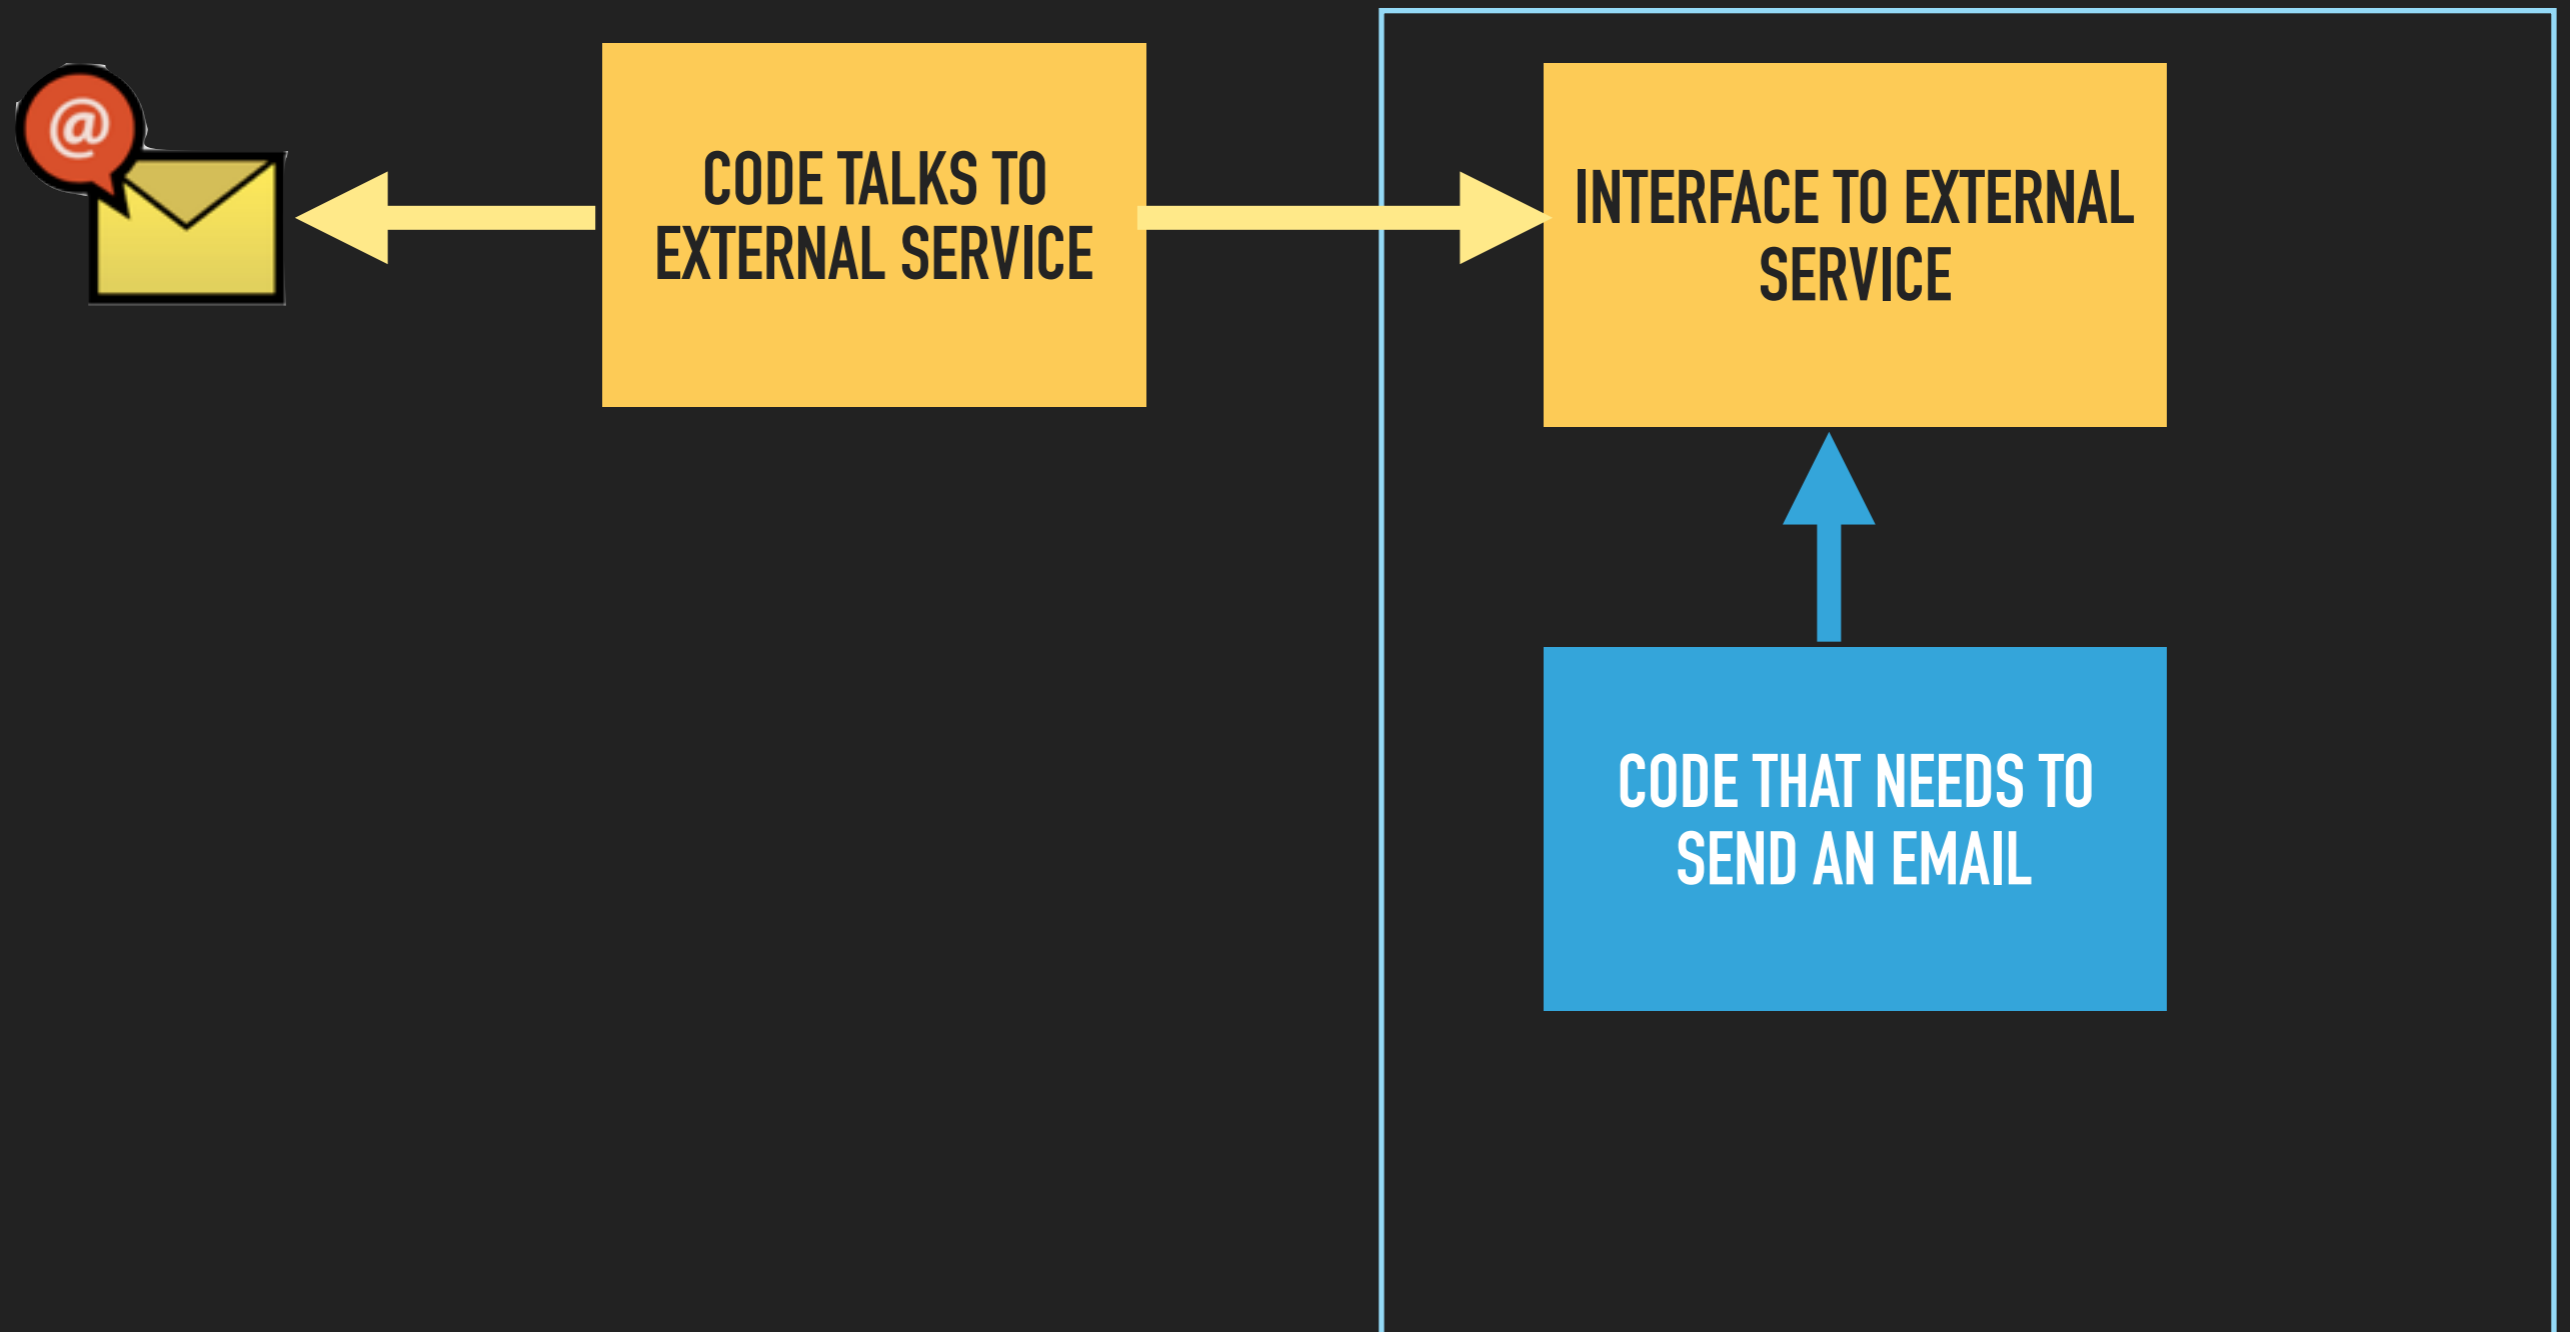 @
CODE TALKS TO
EXTERNAL SERVICE
INTERFACE TO EXTERNAL
SERVICE
CODE THAT NEEDS TO
SEND AN EMAIL